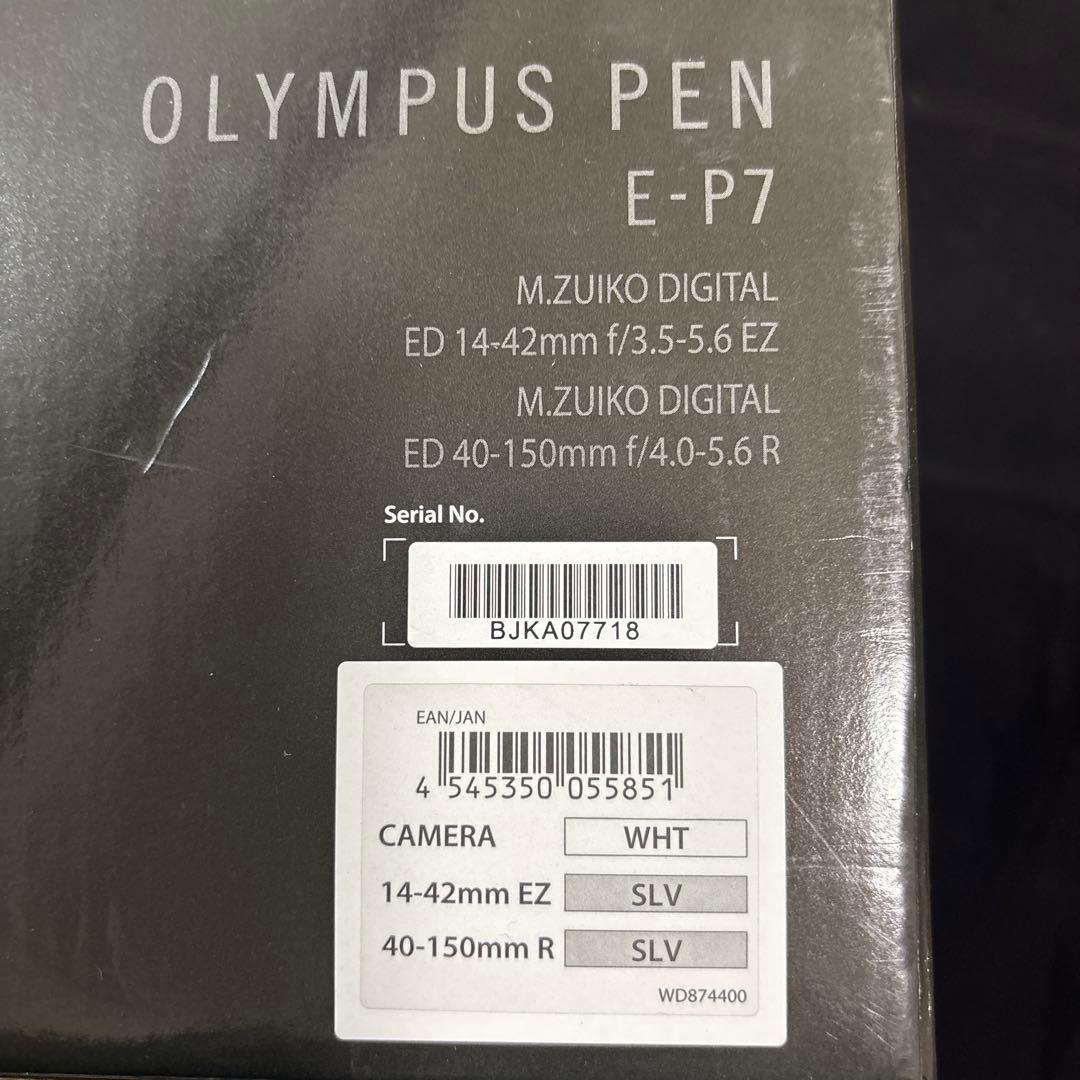 OLYMPUS PEN
E-P7
M.ZUIKO DIGITAL
ED 14-42mm f/3.5-5.6 EZ
M.ZUIKO DIGITAL
ED 40-150mm f/4.0-5.6 R
Serial No.
BJKA07718
EAN/JAN
4 545350 055851
CAMERA WHT
14-42mm EZ SLV
40-150mm R SLV
WD874400